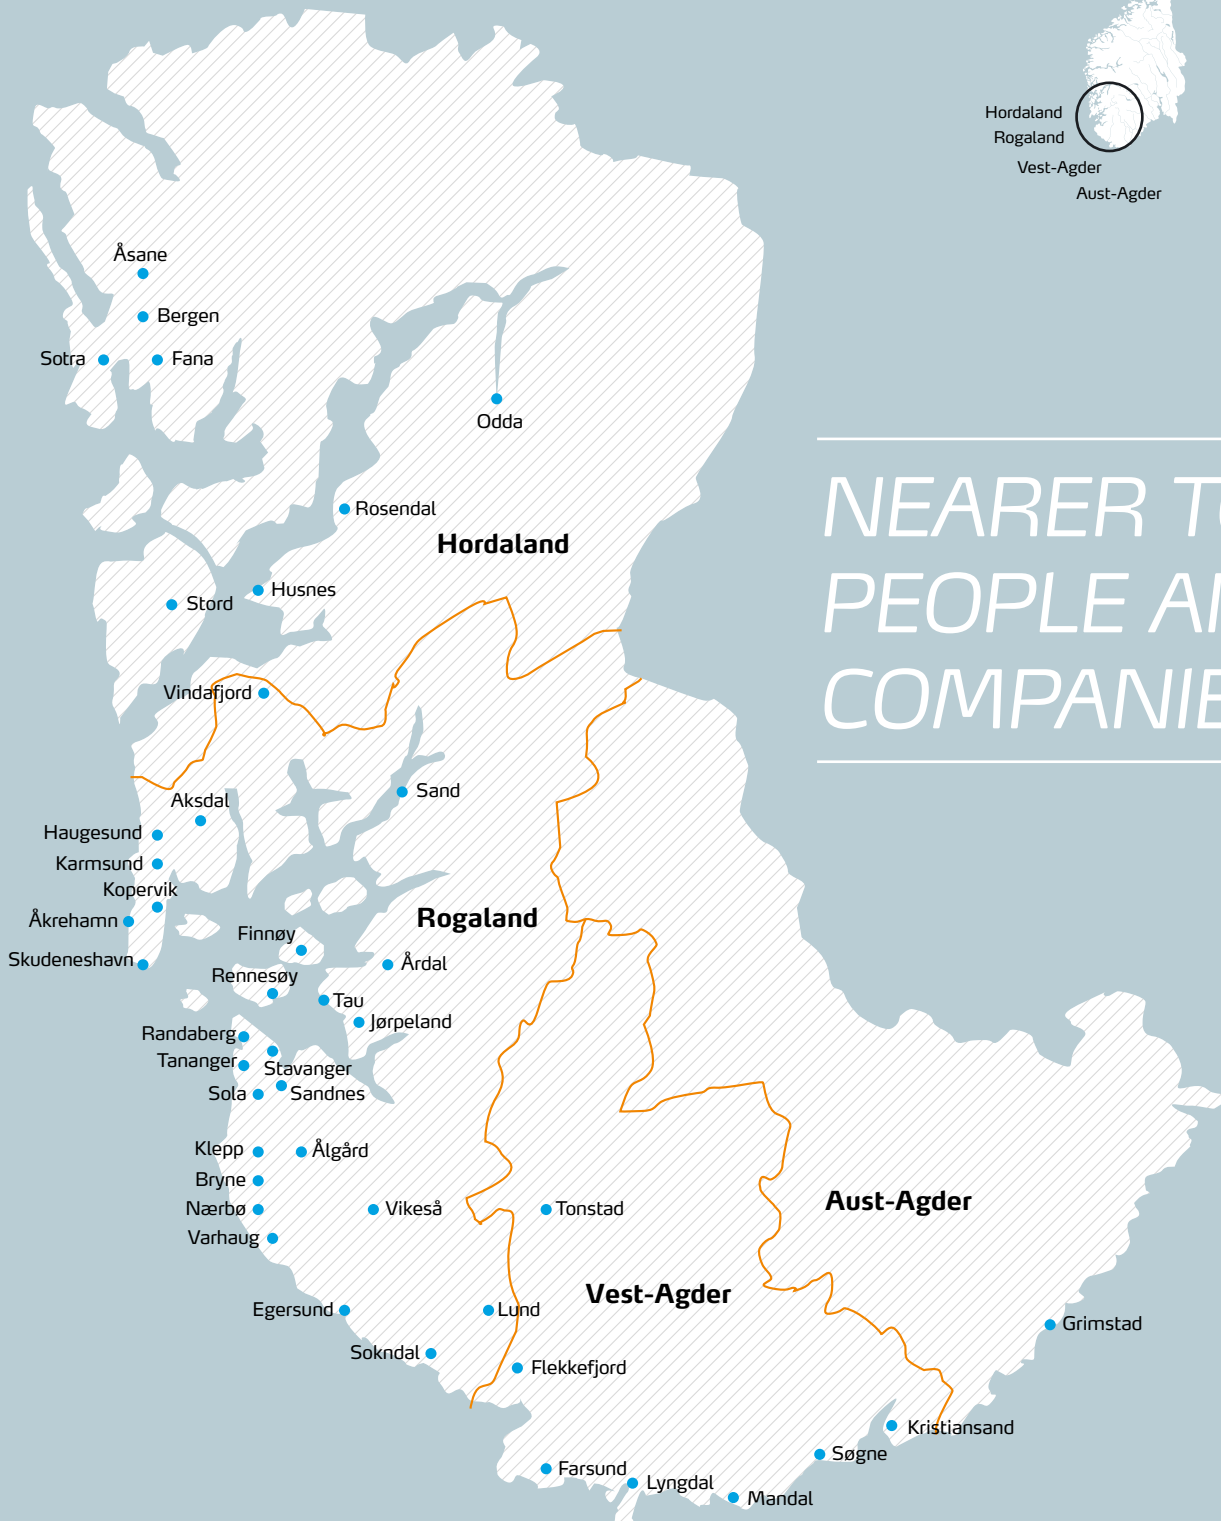 Hordaland
Rogaland
Vest-Agder
Aust-Agder
Åsane
Bergen
Sotra
Fana
Odda
NEARER TO
PEOPLE AN
COMPANIE
Rosendal
Hordaland
Husnes
Stord
Vindafjord
Sand
Aksdal
Haugesund
Karmsund
Kopervik
Åkrehamn
Rogaland
Finnøy
Skudeneshavn
Årdal
Rennesøy
Tau
Jørpeland
Randaberg
Tananger
Stavanger
Sola
Sandnes
Klepp
Ålgård
Bryne
Nærbø
Vikeså
Tonstad
Aust-Agder
Varhaug
Vest-Agder
Egersund
Lund
Grimstad
Sokndal
Flekkefjord
Kristiansand
Søgne
Farsund
Lyngdal
Mandal